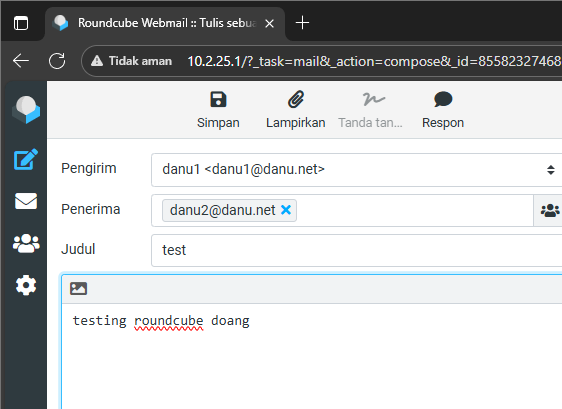 Roundcube Webmail :: Tulis sebua
Tidak aman 10.2.25.1/?_task=mail&_action=compose&_id=85582327468
Simpan Lampirkan Tanda tan... Respon
Pengirim danu1 <danu1@danu.net>
Penerima danu2@danu.net
Judul test
testing roundcube doang